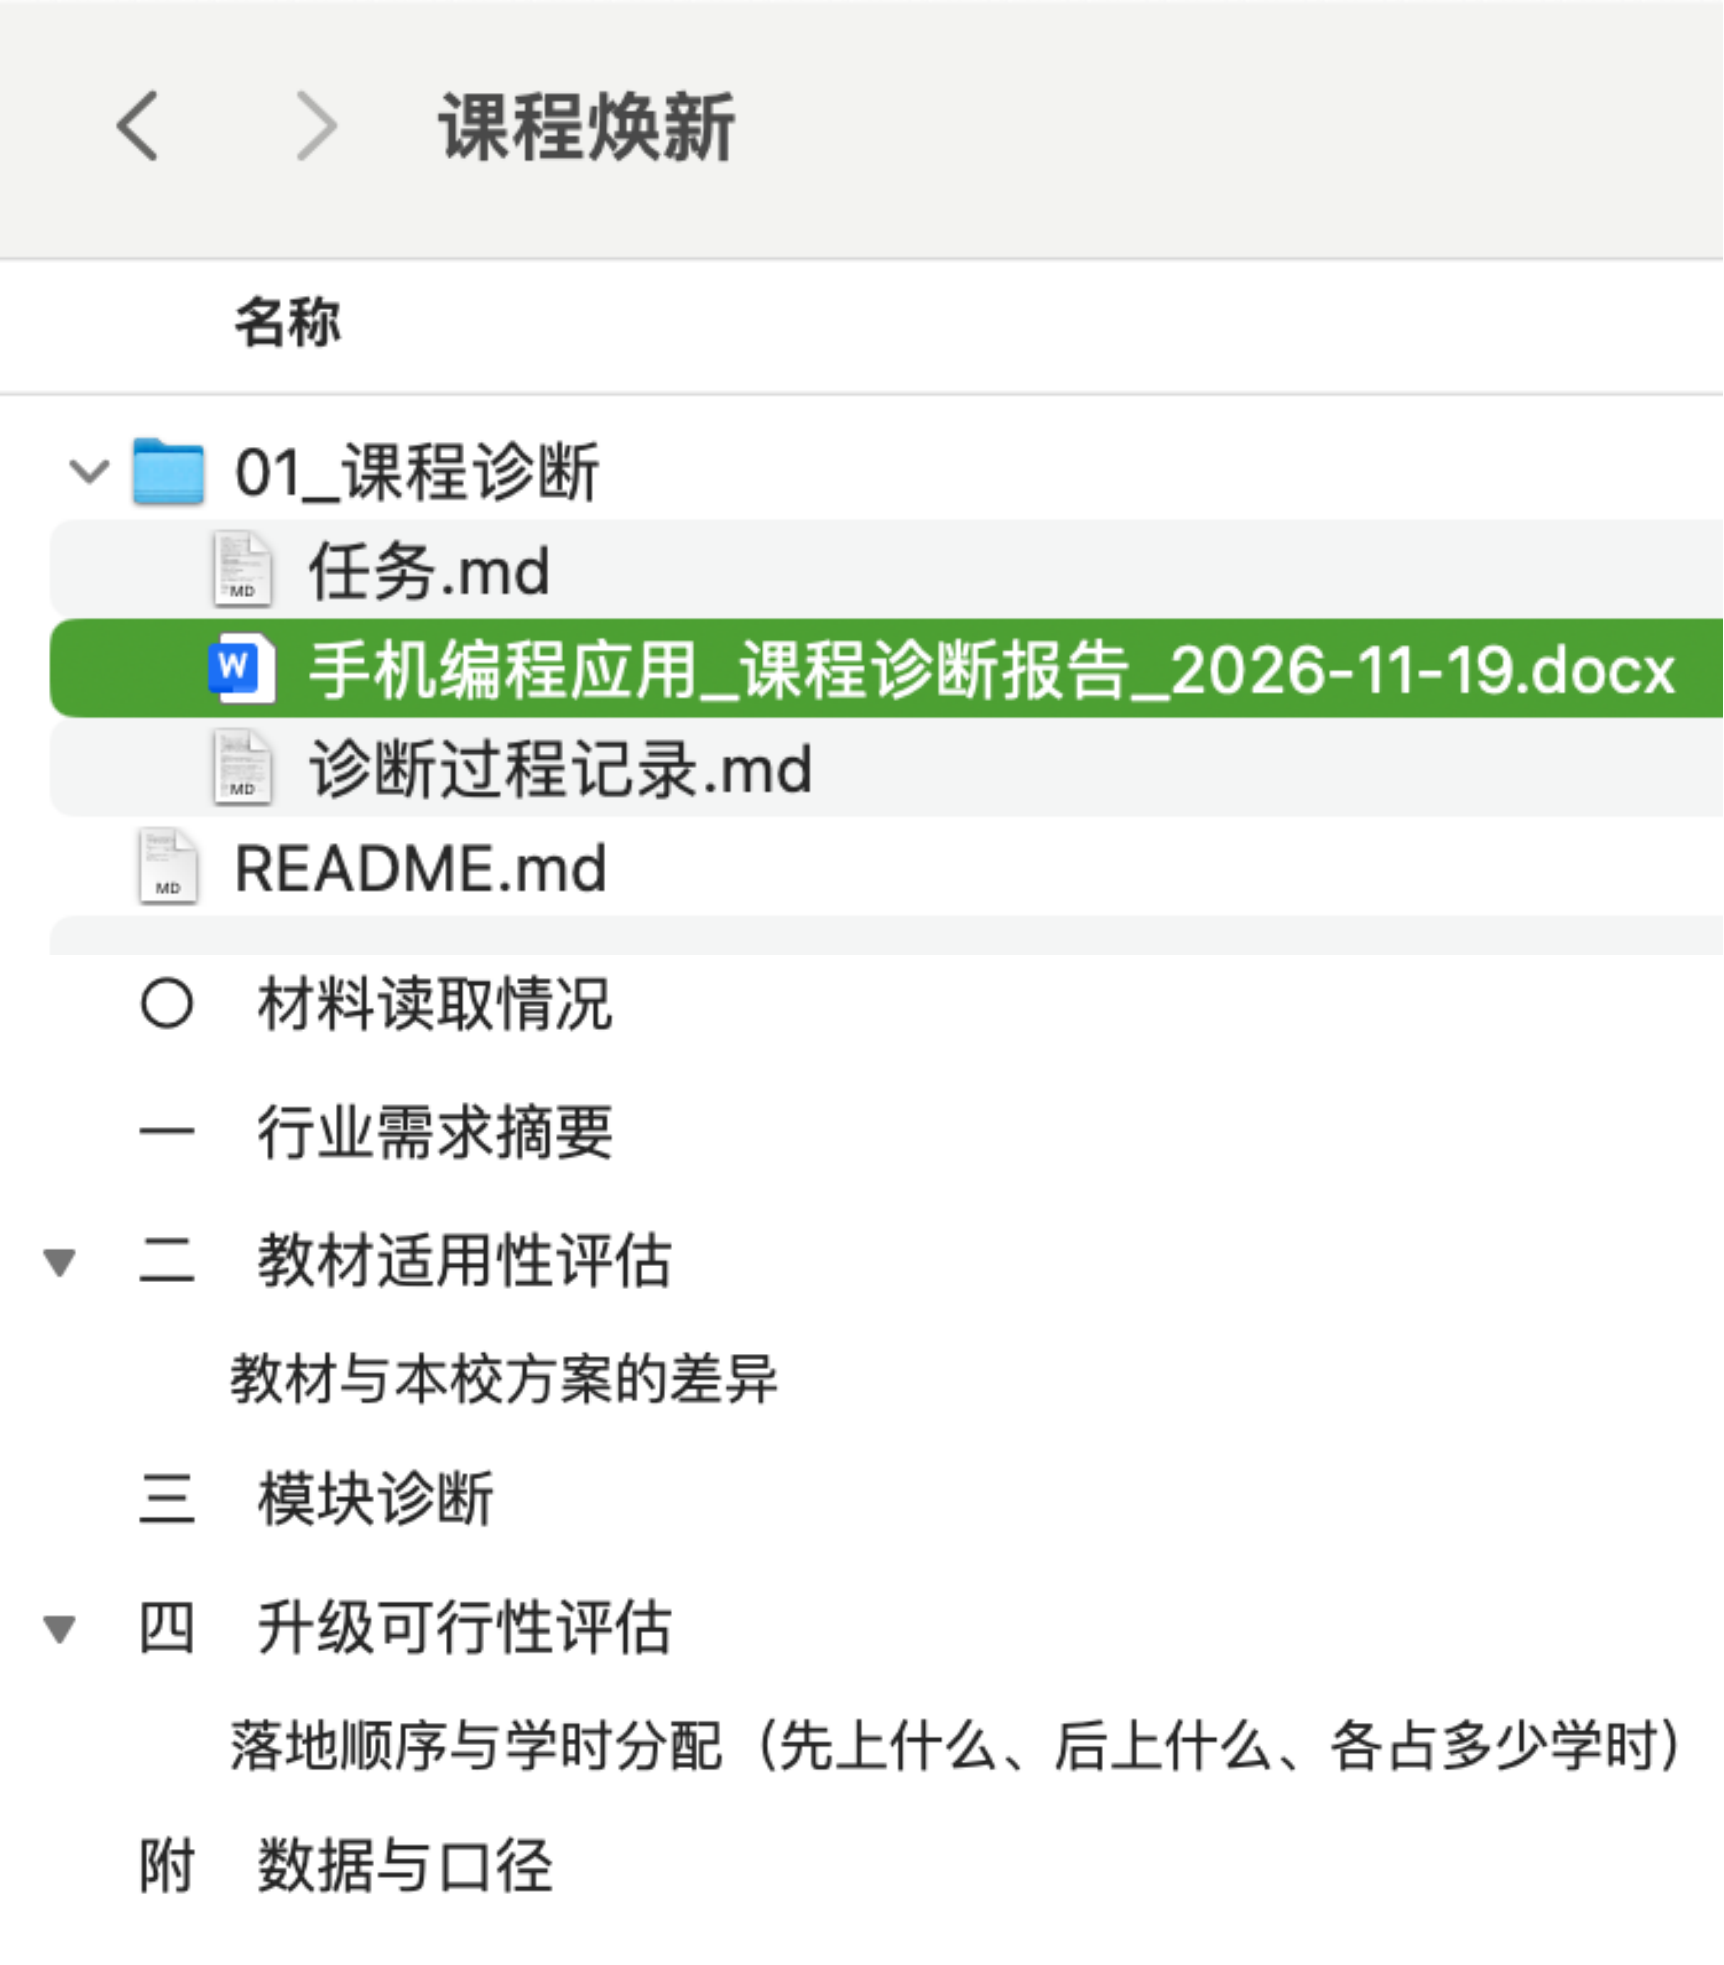 课程焕新
名称
01_课程诊断
MD 任务.md
W 手机编程应用_课程诊断报告_2026-11-19.docx
MD 诊断过程记录.md
MD README.md
〇 材料读取情况
一 行业需求摘要
二 教材适用性评估
教材与本校方案的差异
三 模块诊断
四 升级可行性评估
落地顺序与学时分配（先上什么、后上什么、各占多少学时）
附 数据与口径